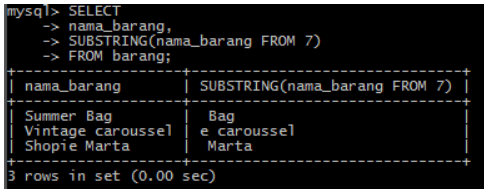 mysql> SELECT
    -> nama_barang,
    -> SUBSTRING(nama_barang FROM 7)
    -> FROM barang;
+-------------------+-------------------------------+
| nama_barang       | SUBSTRING(nama_barang FROM 7) |
+-------------------+-------------------------------+
| Summer Bag        |  Bag                          |
| Vintage caroussel | e caroussel                   |
| Shopie Marta      |  Marta                        |
+-------------------+-------------------------------+
3 rows in set (0.00 sec)